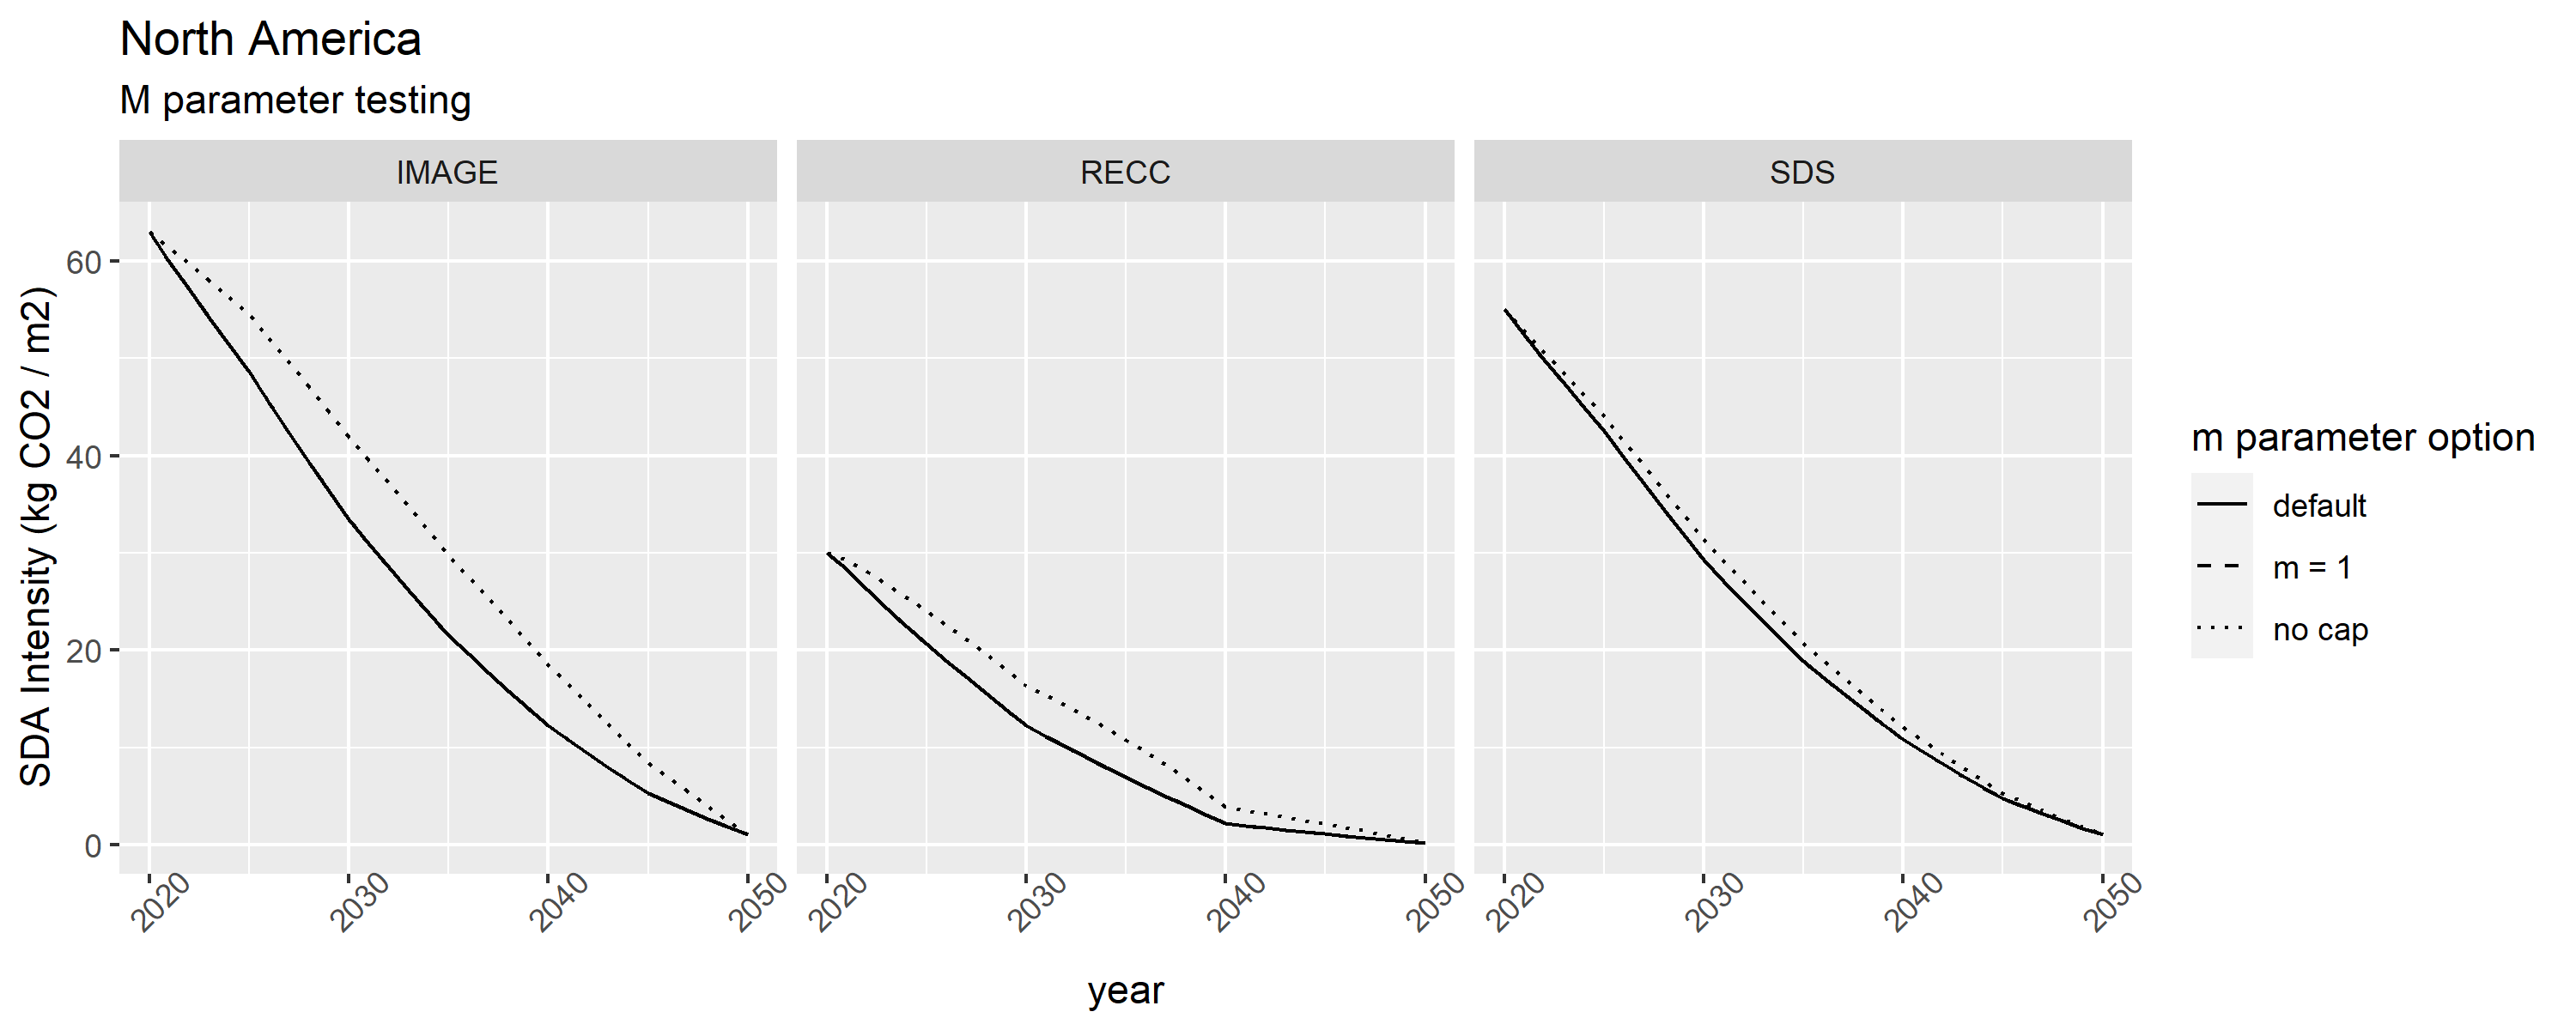 North America
M parameter testing
IMAGE
RECC
SDS
SDA Intensity (kg CO2 / m2)
60
40
20
0
2020
2030
2040
2050
2020
2030
2040
2050
2020
2030
2040
2050
year
m parameter option
default
m = 1
no cap